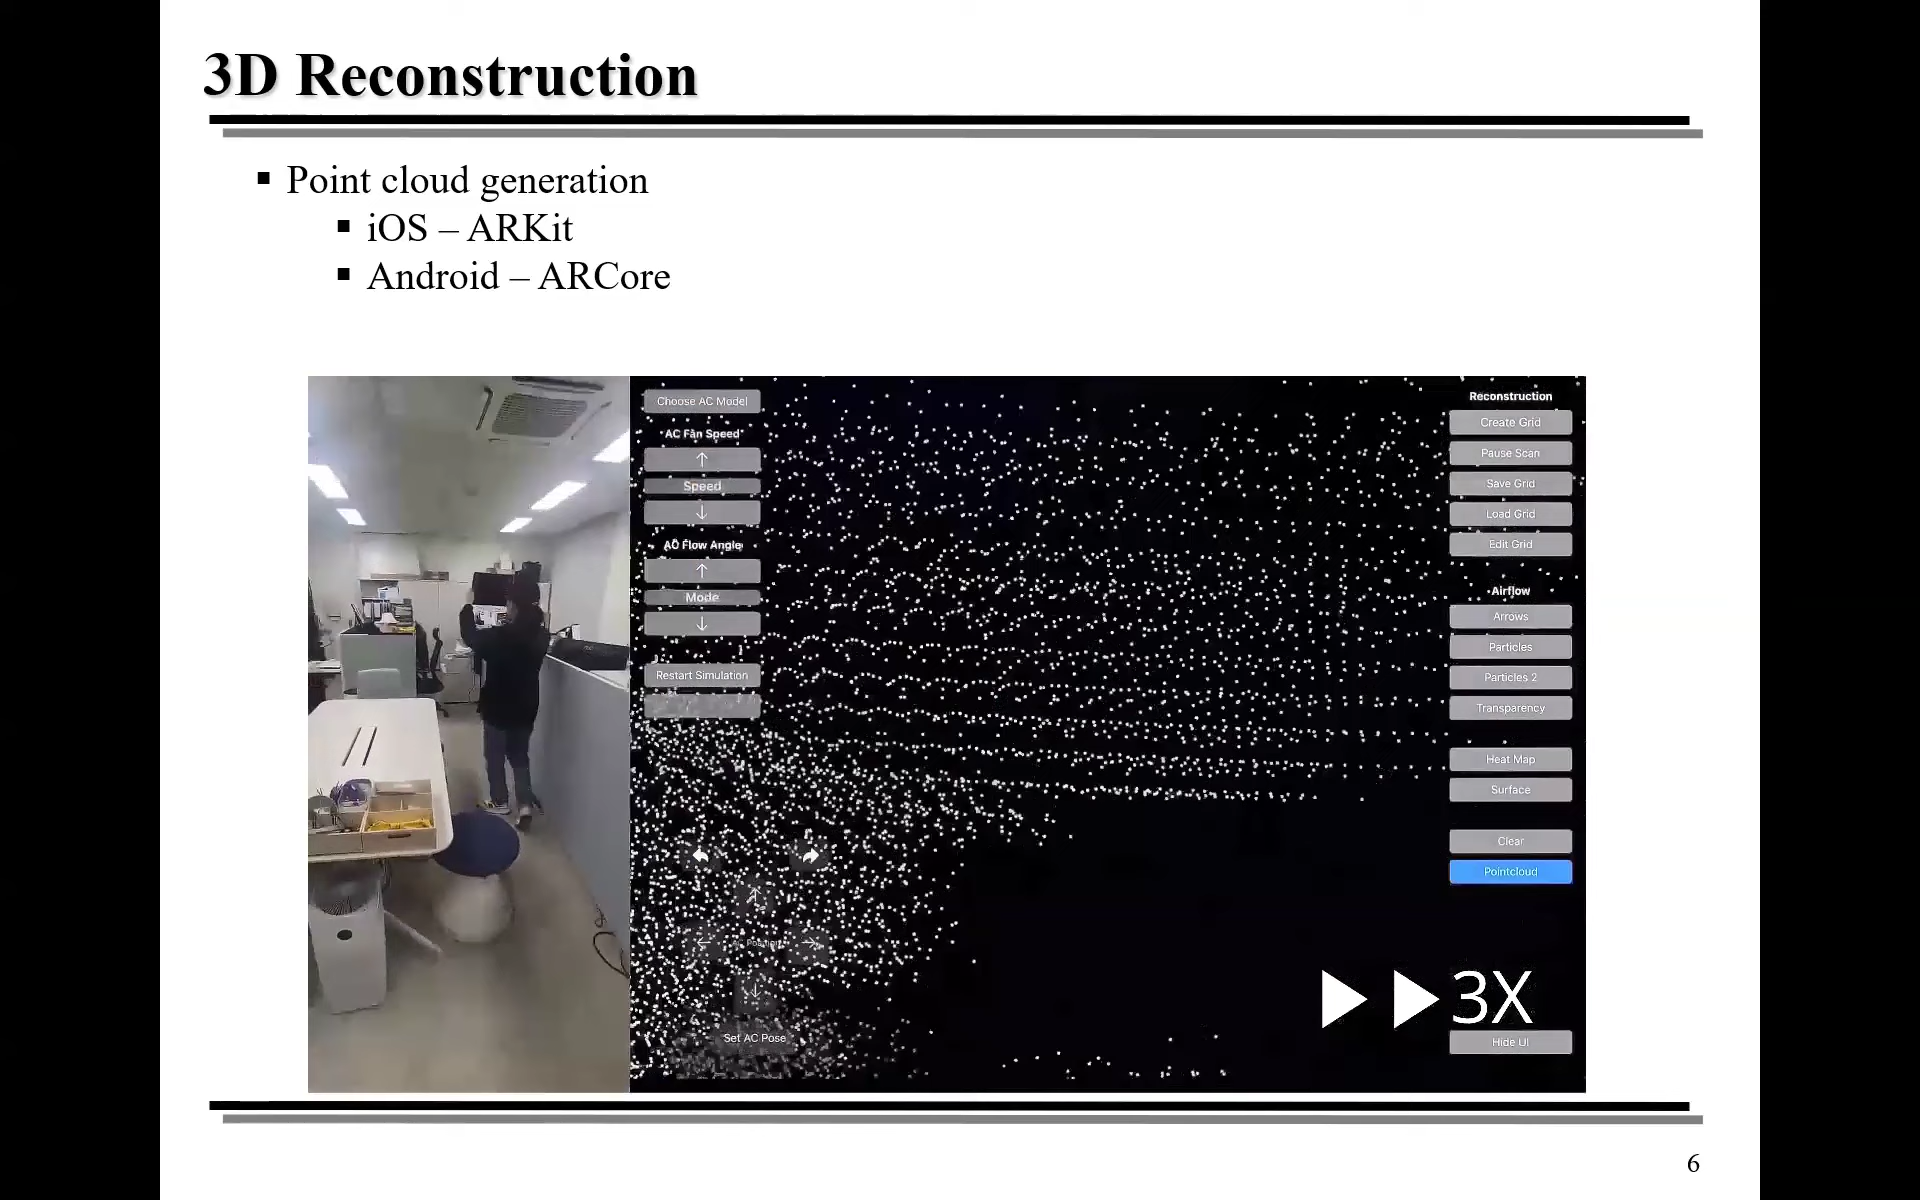 3D Reconstruction
▪ Point cloud generation
▪ iOS – ARKit
▪ Android – ARCore
Choose AC Model
AC Fan Speed
↑
Speed
↓
AC Flow Angle
↑
Mode
↓
Restart Simulation
AC Position
Set AC Pose
Reconstruction
Create Grid
Pause Scan
Save Grid
Load Grid
Edit Grid
Airflow
Arrows
Particles
Particles 2
Transparency
Heat Map
Surface
Clear
Pointcloud
3X
Hide UI
6